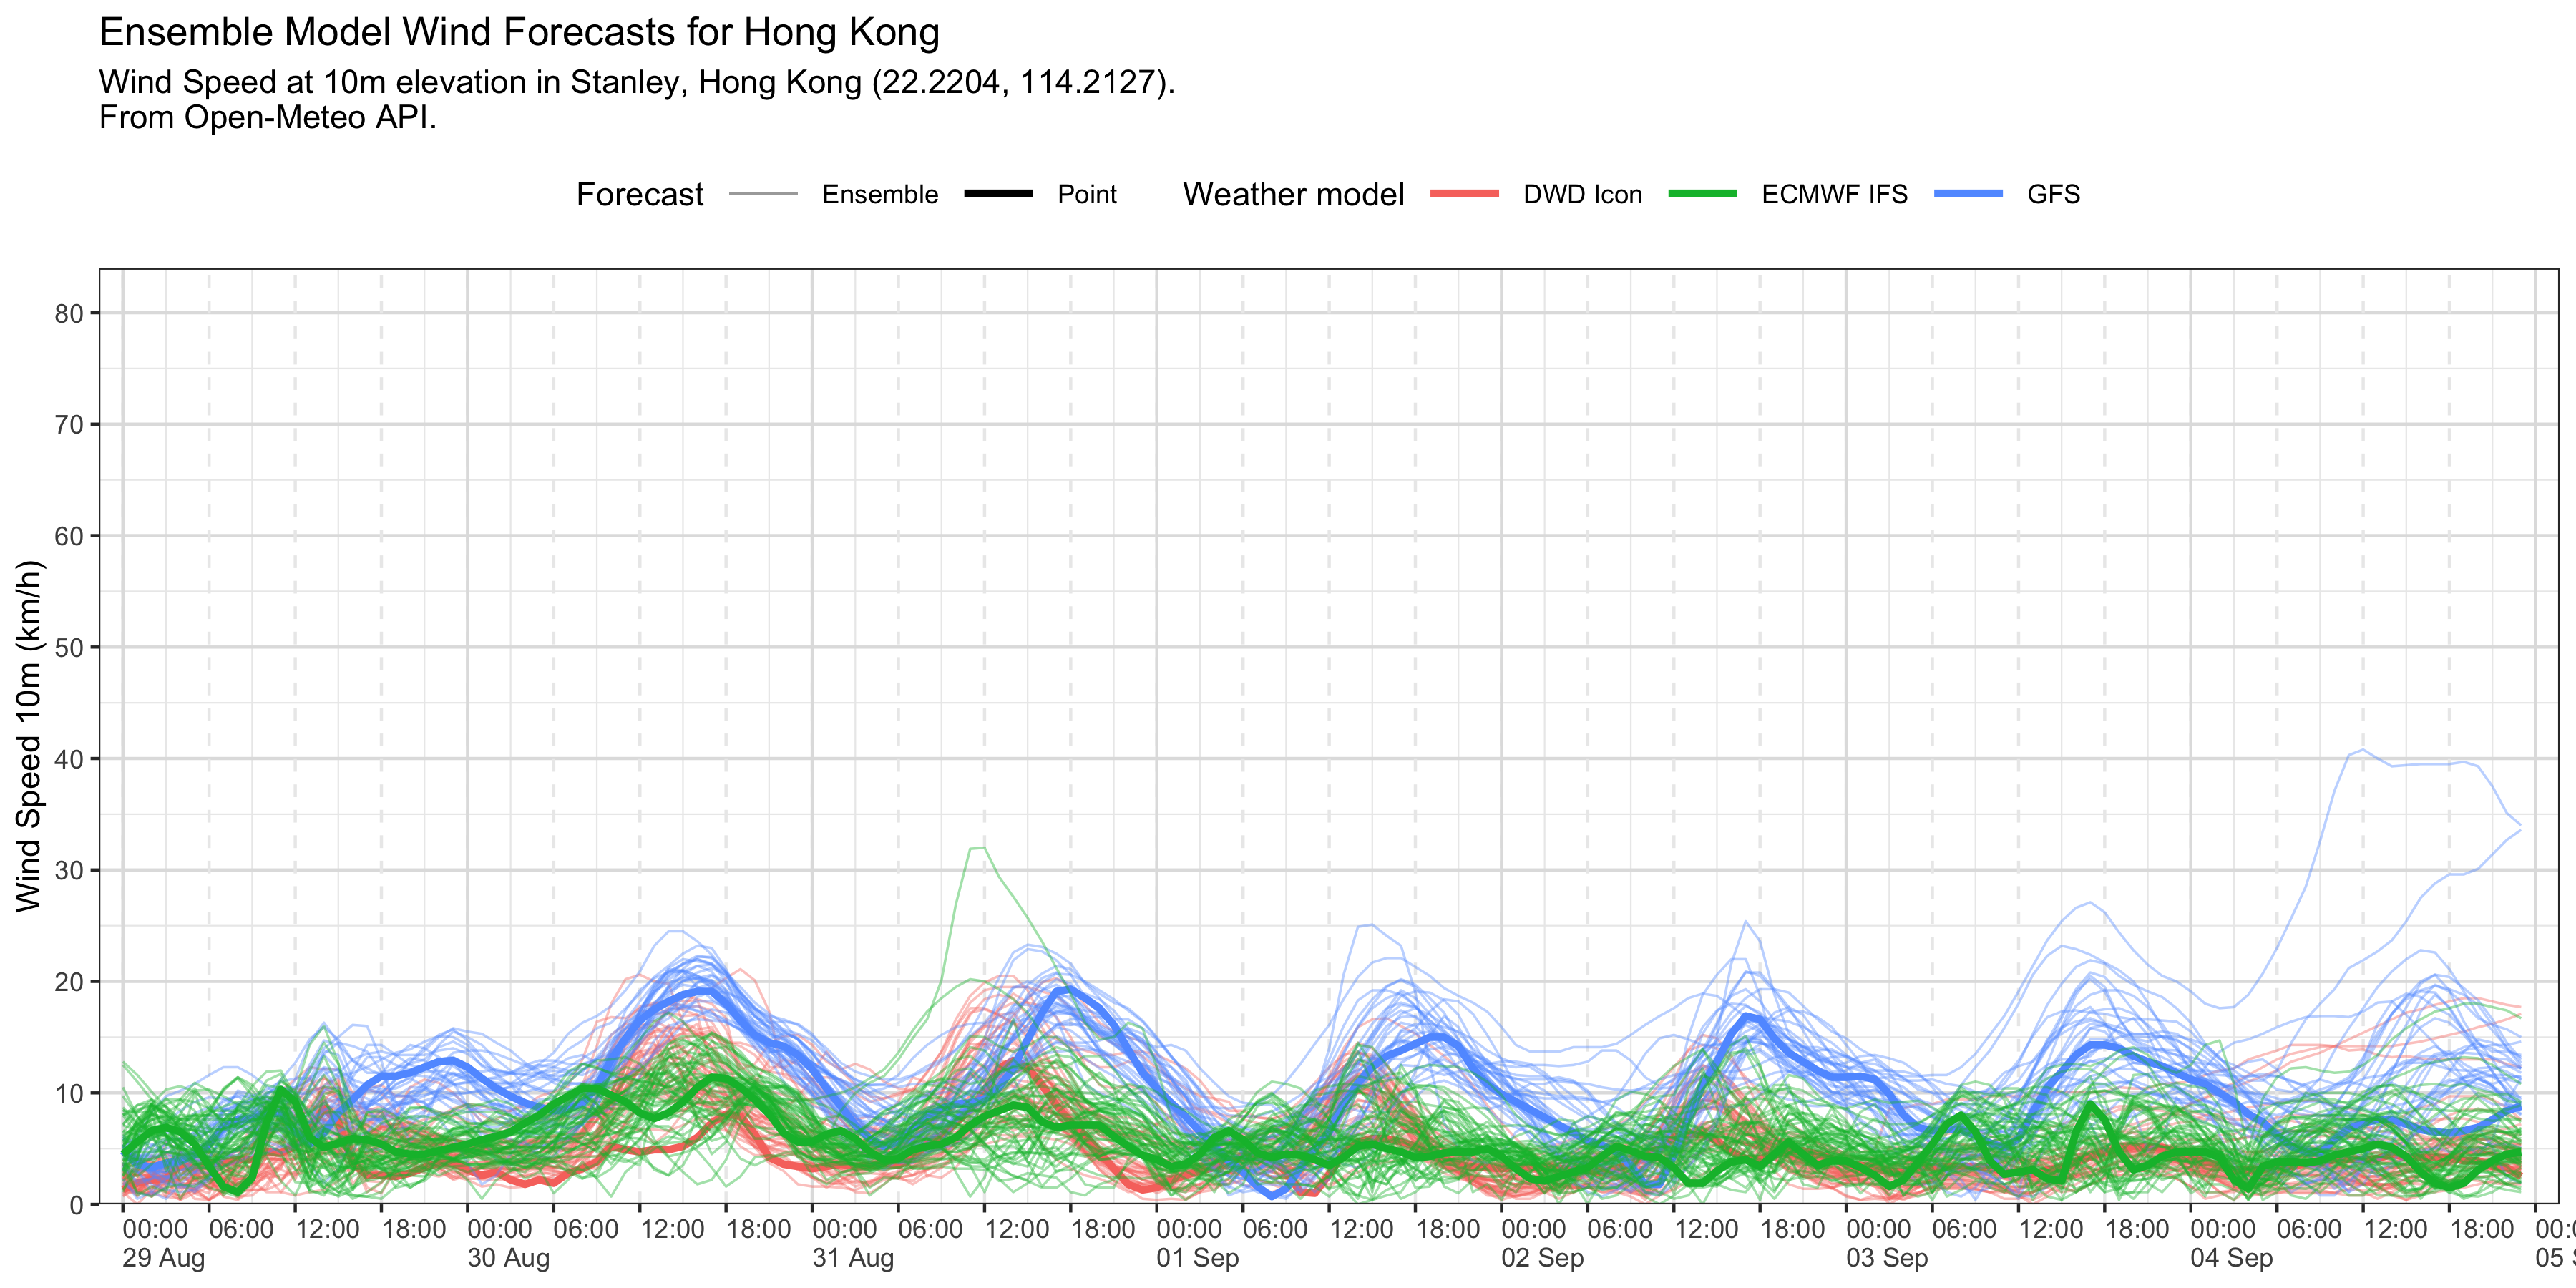 Ensemble Model Wind Forecasts for Hong Kong
Wind Speed at 10m elevation in Stanley, Hong Kong (22.2204, 114.2127).
From Open-Meteo API.
Forecast Ensemble Point Weather model DWD Icon ECMWF IFS GFS
Wind Speed 10m (km/h)
80
70
60
50
40
30
20
10
0
00:00 06:00 12:00 18:00 00:00 06:00 12:00 18:00 00:00 06:00 12:00 18:00 00:00 06:00 12:00 18:00 00:00 06:00 12:00 18:00 00:00 06:00 12:00 18:00 00:00 06:00 12:00 18:00 00:0
29 Aug 30 Aug 31 Aug 01 Sep 02 Sep 03 Sep 04 Sep 05 S